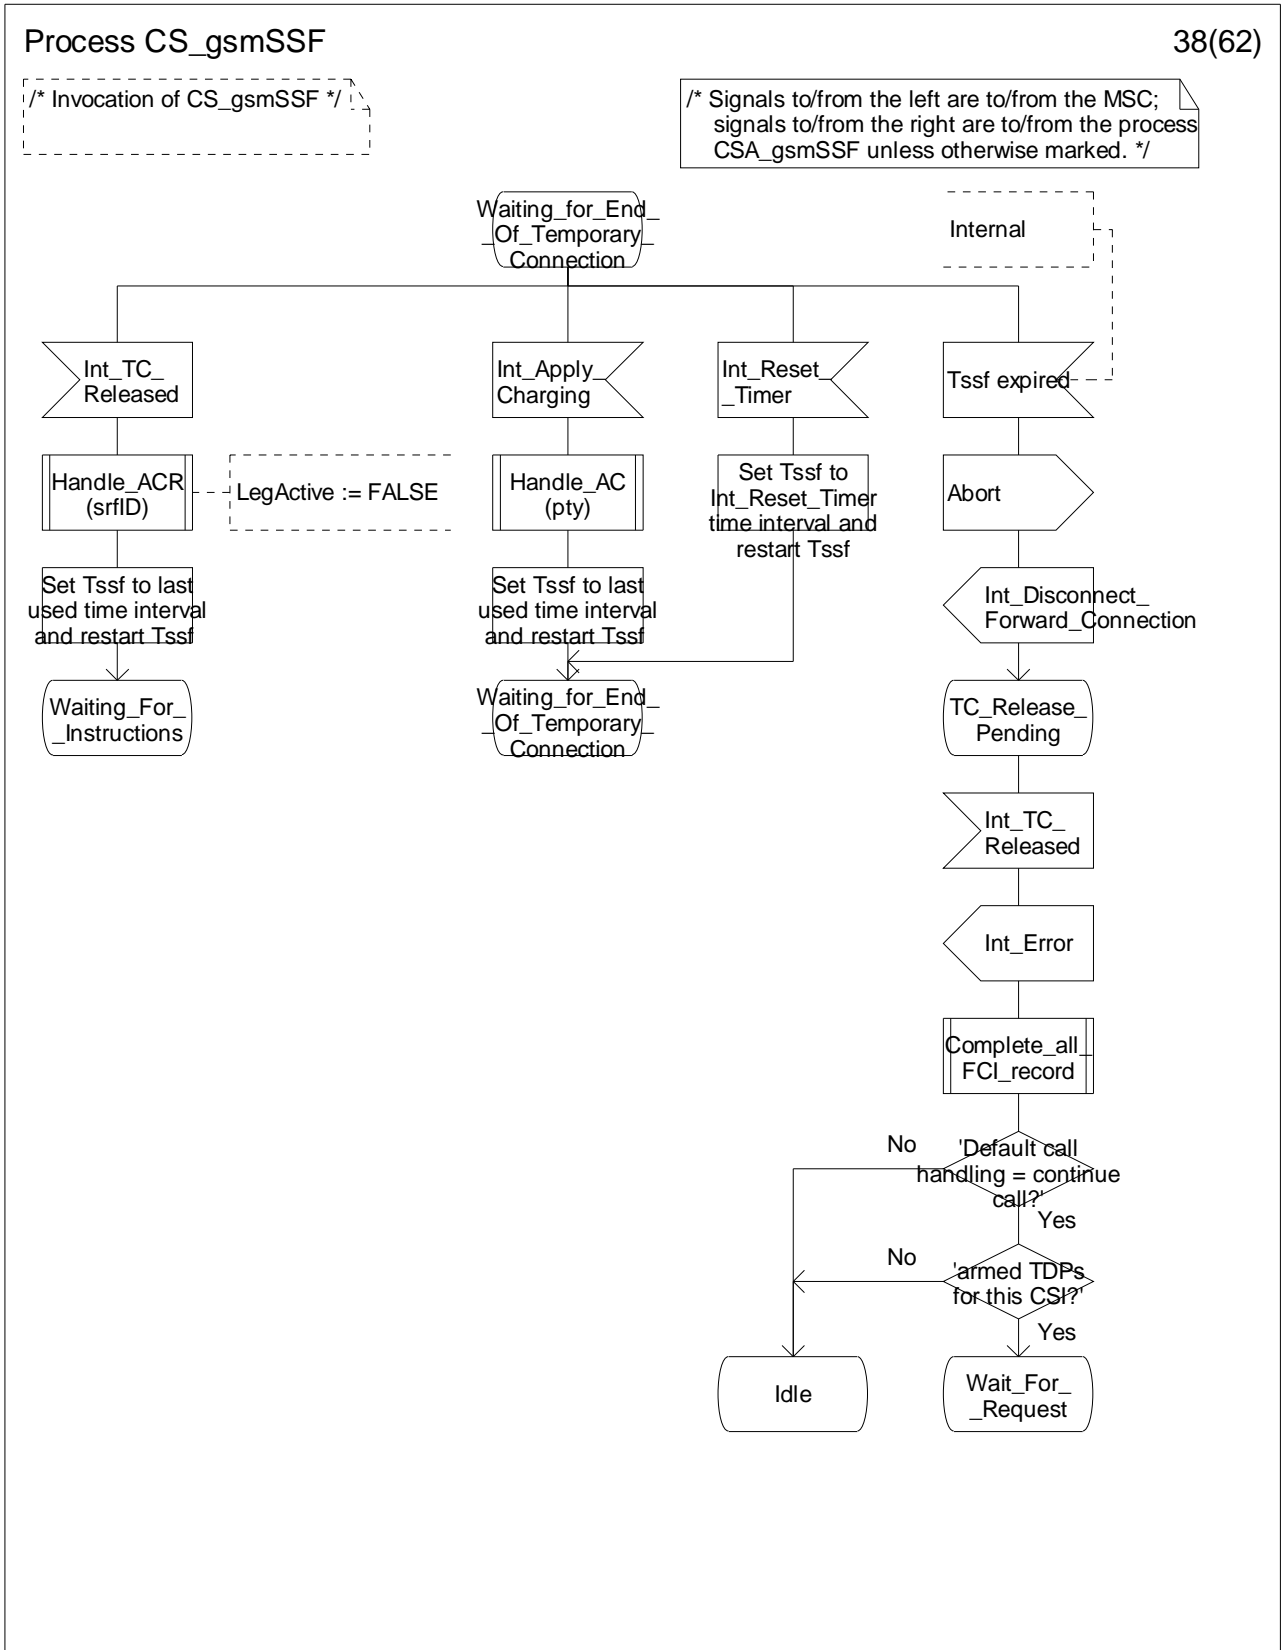 Process CS_gsmSSF
38(62)
/* Invocation of CS_gsmSSF */
/* Signals to/from the left are to/from the MSC;
signals to/from the right are to/from the process
CSA_gsmSSF unless otherwise marked. */
Waiting_for_End_
_Of_Temporary_
Connection
Internal
Int_TC_
Released
Int_Apply_
Charging
Int_Reset_
_Timer
Tssf expired
Handle_ACR
(srfID)
LegActive := FALSE
Handle_AC
(pty)
Set Tssf to
Int_Reset_Timer
time interval and
restart Tssf
Abort
Set Tssf to last
used time interval
and restart Tssf
Set Tssf to last
used time interval
and restart Tssf
Int_Disconnect_
Forward_Connection
Waiting_For_
_Instructions
Waiting_for_End_
_Of_Temporary_
Connection
TC_Release_
Pending
Int_TC_
Released
Int_Error
Complete_all_
FCI_record
No
'Default call
handling = continue
call?'
Yes
No
'armed TDPs
for this CSI?'
Yes
Idle
Wait_For_
_Request